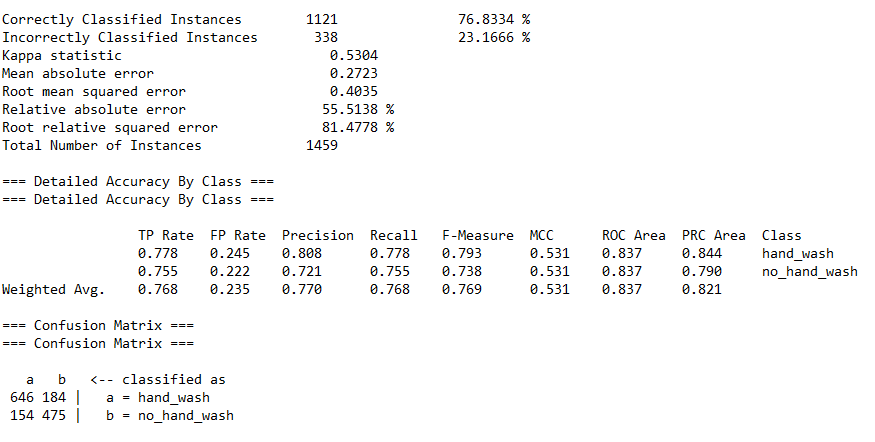 Correctly Classified Instances        1121               76.8334 %
Incorrectly Classified Instances       338               23.1666 %
Kappa statistic                          0.5304
Mean absolute error                      0.2723
Root mean squared error                  0.4035
Relative absolute error                 55.5138 %
Root relative squared error             81.4778 %
Total Number of Instances             1459
=== Detailed Accuracy By Class ===
=== Detailed Accuracy By Class ===
                 TP Rate  FP Rate  Precision  Recall   F-Measure  MCC      ROC Area  PRC Area  Class
                 0.778    0.245    0.808      0.778    0.793      0.531    0.837     0.844     hand_wash
                 0.755    0.222    0.721      0.755    0.738      0.531    0.837     0.790     no_hand_wash
Weighted Avg.    0.768    0.235    0.770      0.768    0.769      0.531    0.837     0.821
=== Confusion Matrix ===
=== Confusion Matrix ===
   a   b   <-- classified as
 646 184 |   a = hand_wash
 154 475 |   b = no_hand_wash